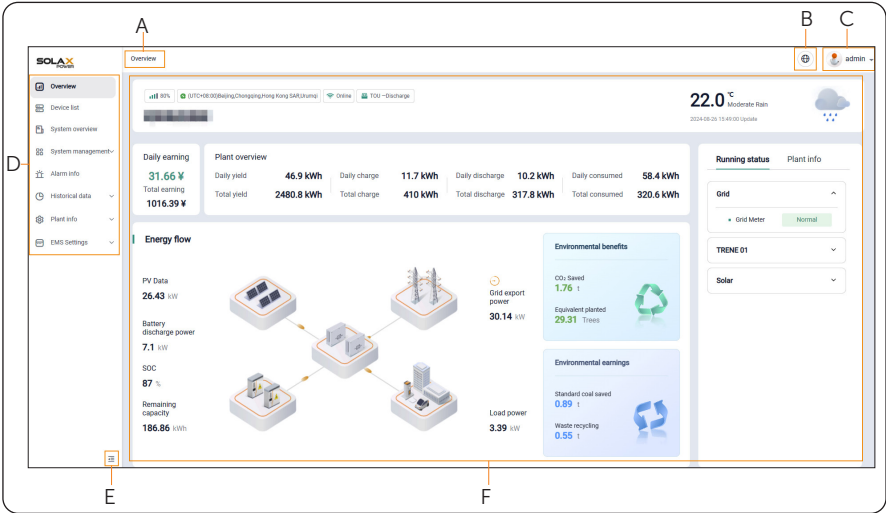 A
B
C
SOLAX
POWER
Overview
admin
Overview
Device list
System overview
System management
Alarm info
Historical data
Plant info
EMS Settings
D
80%
(UTC+08:00)Beijing,Chongqing,Hong Kong SAR,Urumqi
Online
TOU —Discharge
22.0 ℃
Moderate Rain
2024-08-26 15:49:00 Update
Daily earning
31.66 ¥
Total earning
1016.39 ¥
Plant overview
Daily yield 46.9 kWh Daily charge 11.7 kWh Daily discharge 10.2 kWh Daily consumed 58.4 kWh
Total yield 2480.8 kWh Total charge 410 kWh Total discharge 317.8 kWh Total consumed 320.6 kWh
Running status Plant info
Grid
Grid Meter Normal
TRENE 01
Solar
Energy flow
PV Data
26.43 kW
Battery
discharge power
7.1 kW
SOC
87 %
Remaining
capacity
186.86 kWh
Grid export
power
30.14 kW
Load power
3.39 kW
Environmental benefits
CO₂ Saved
1.76 t
Equivalent planted
29.31 Trees
Environmental earnings
Standard coal saved
0.89 t
Waste recycling
0.55 t
E
F